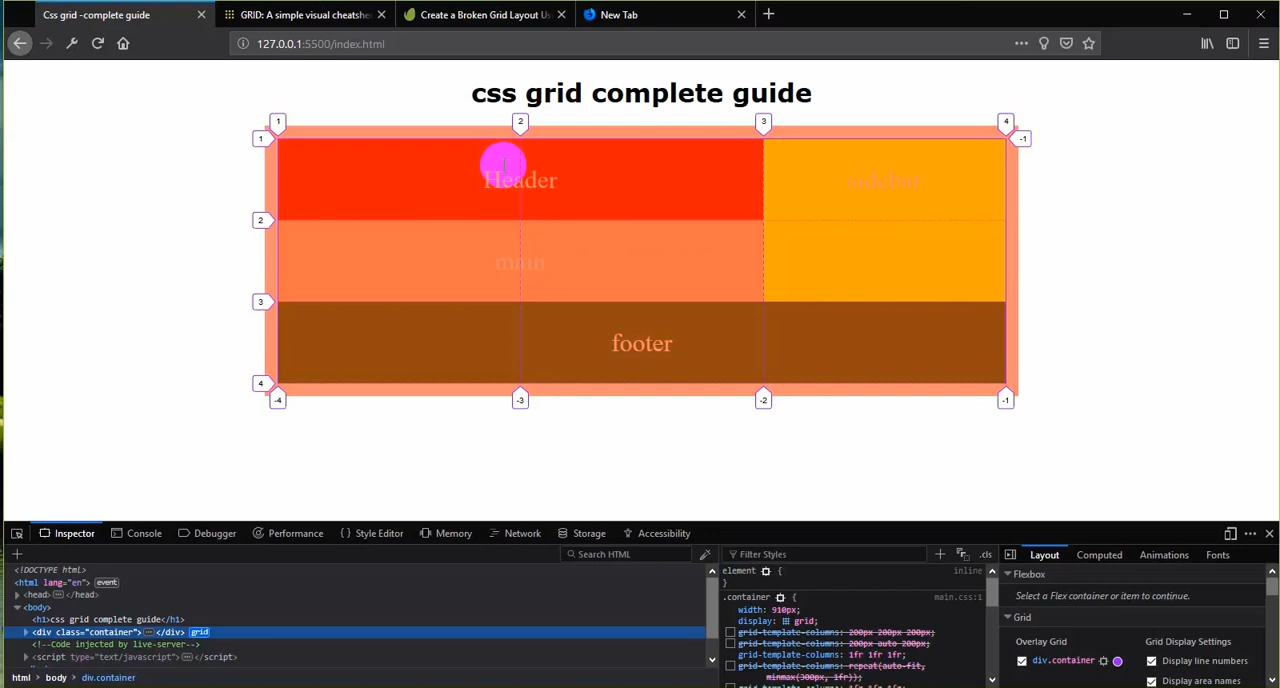 Css grid -complete guide
GRID: A simple visual cheatshe
Create a Broken Grid Layout Us
New Tab
127.0.0.1:5500/index.html
css grid complete guide
1 2 3 4
1 -1
Header sidebar
2
main
3
footer
4
-4 -3 -2 -1
Inspector Console Debugger Performance Style Editor Memory Network Storage Accessibility
Search HTML
Filter Styles
.cls
Layout Computed Animations Fonts
<!DOCTYPE html>
<html lang="en"> event
<head> </head>
<body>
<h1>css grid complete guide</h1>
<div class="container"> </div> grid
<!--Code injected by live-server-->
<script type="text/javascript"> </script>
html body div.container
element { inline
}
.container { main.css:1
width: 910px;
display: grid;
grid-template-columns: 200px 200px 200px;
grid-template-columns: 200px auto 200px;
grid-template-columns: 1fr 1fr 1fr;
grid-template-columns: repeat(auto-fit,
minmax(300px, 1fr));
Flexbox
Select a Flex container or item to continue.
Grid
Overlay Grid Grid Display Settings
div.container Display line numbers
Display area names